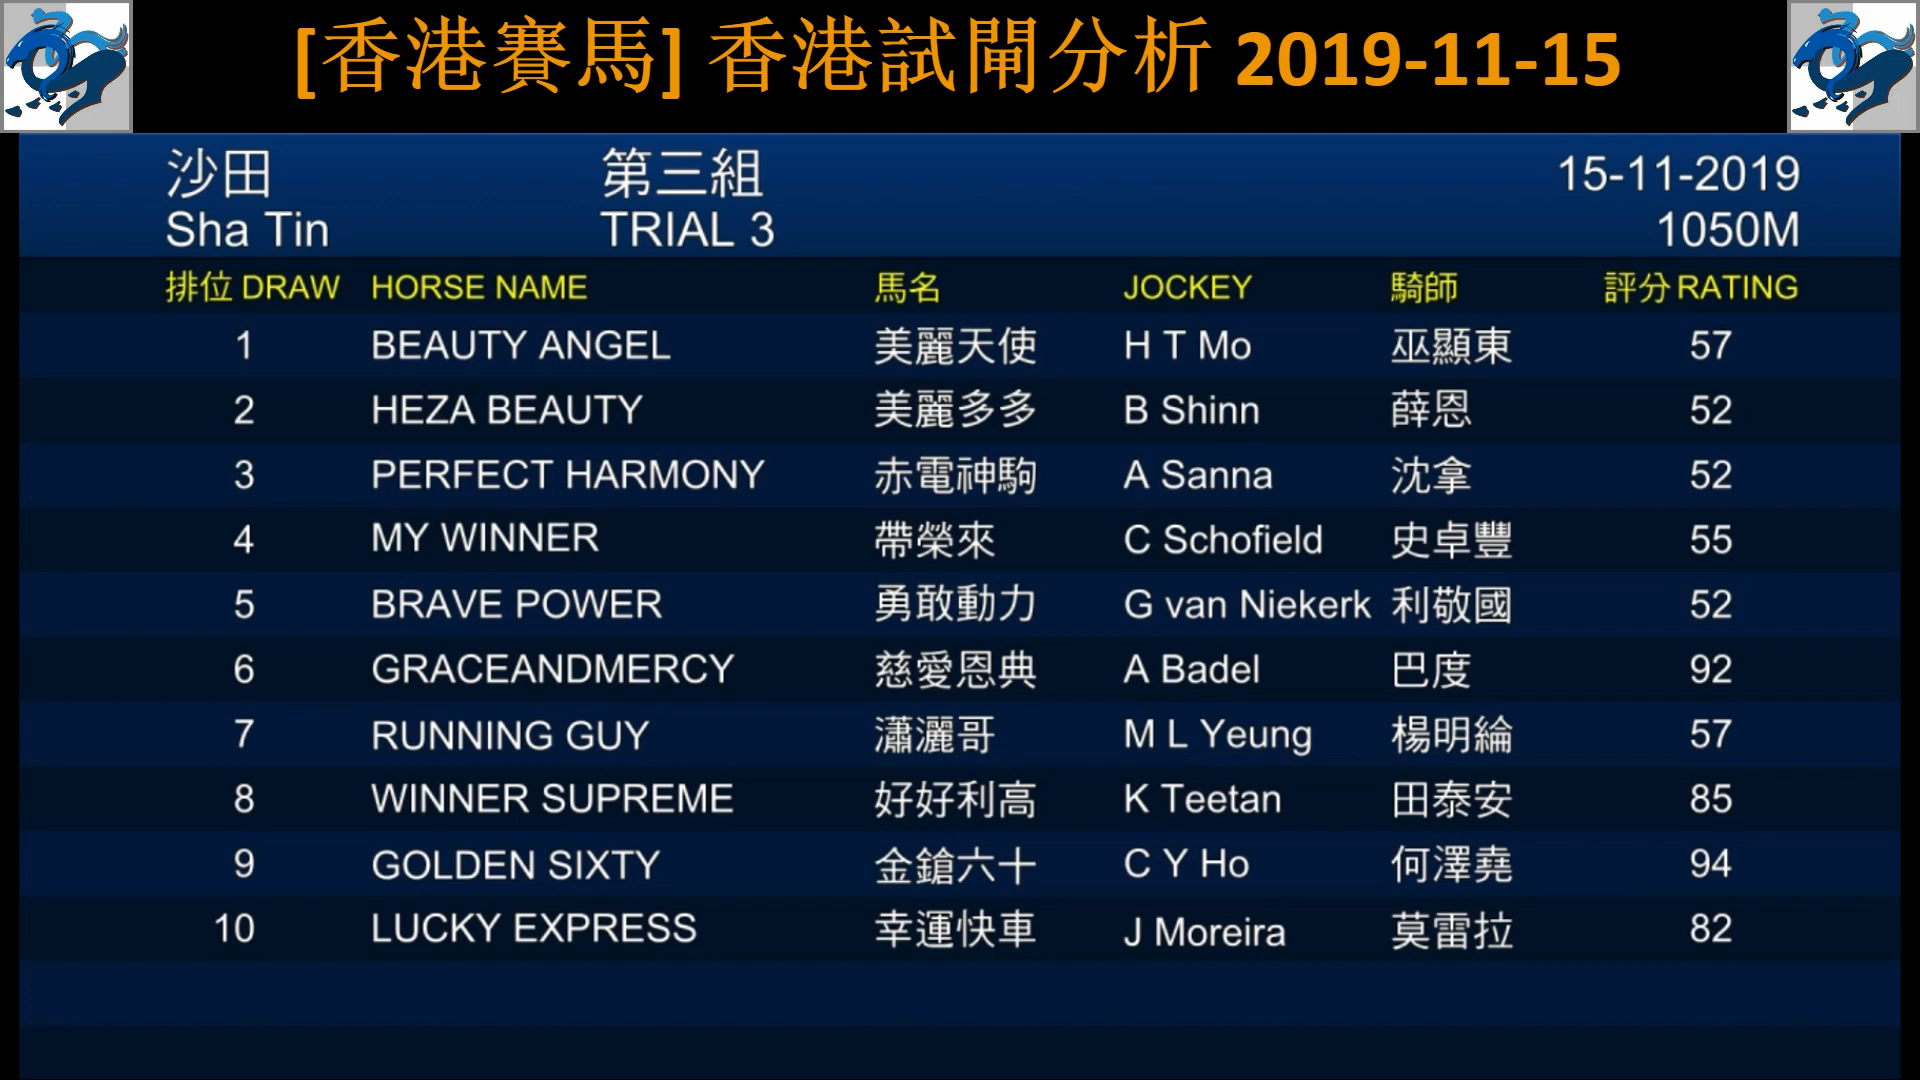 [香港賽馬] 香港試閘分析 2019-11-15
沙田 第三組 15-11-2019
Sha Tin TRIAL 3 1050M
排位 DRAW HORSE NAME 馬名 JOCKEY 騎師 評分 RATING
1 BEAUTY ANGEL 美麗天使 H T Mo 巫顯東 57
2 HEZA BEAUTY 美麗多多 B Shinn 薛恩 52
3 PERFECT HARMONY 赤電神駒 A Sanna 沈拿 52
4 MY WINNER 帶榮來 C Schofield 史卓豐 55
5 BRAVE POWER 勇敢動力 G van Niekerk 利敬國 52
6 GRACEANDMERCY 慈愛恩典 A Badel 巴度 92
7 RUNNING GUY 瀟灑哥 M L Yeung 楊明綸 57
8 WINNER SUPREME 好好利高 K Teetan 田泰安 85
9 GOLDEN SIXTY 金鎗六十 C Y Ho 何澤堯 94
10 LUCKY EXPRESS 幸運快車 J Moreira 莫雷拉 82